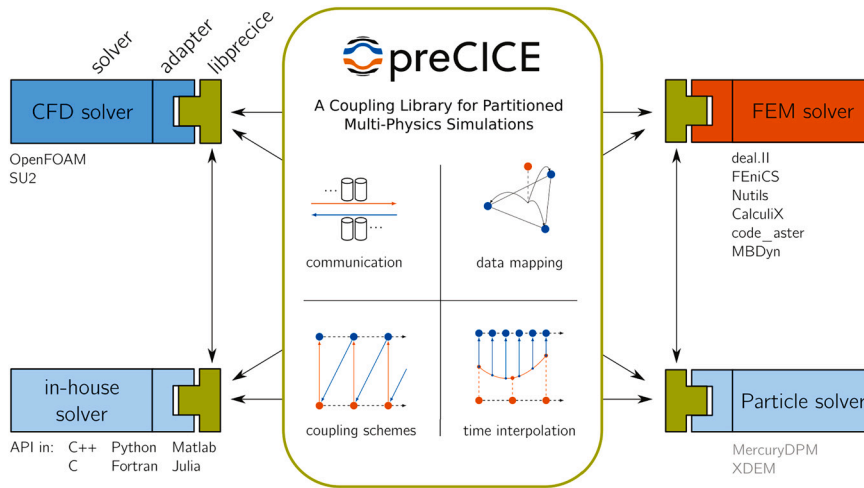 solver
adapter
libprecice
CFD solver
OpenFOAM
SU2
preCICE
A Coupling Library for Partitioned
Multi-Physics Simulations
...
communication
data mapping
...
coupling schemes
time interpolation
FEM solver
deal.II
FEniCS
Nutils
CalculiX
code_aster
MBDyn
in-house
solver
API in: C++ Python Matlab
C Fortran Julia
Particle solver
MercuryDPM
XDEM